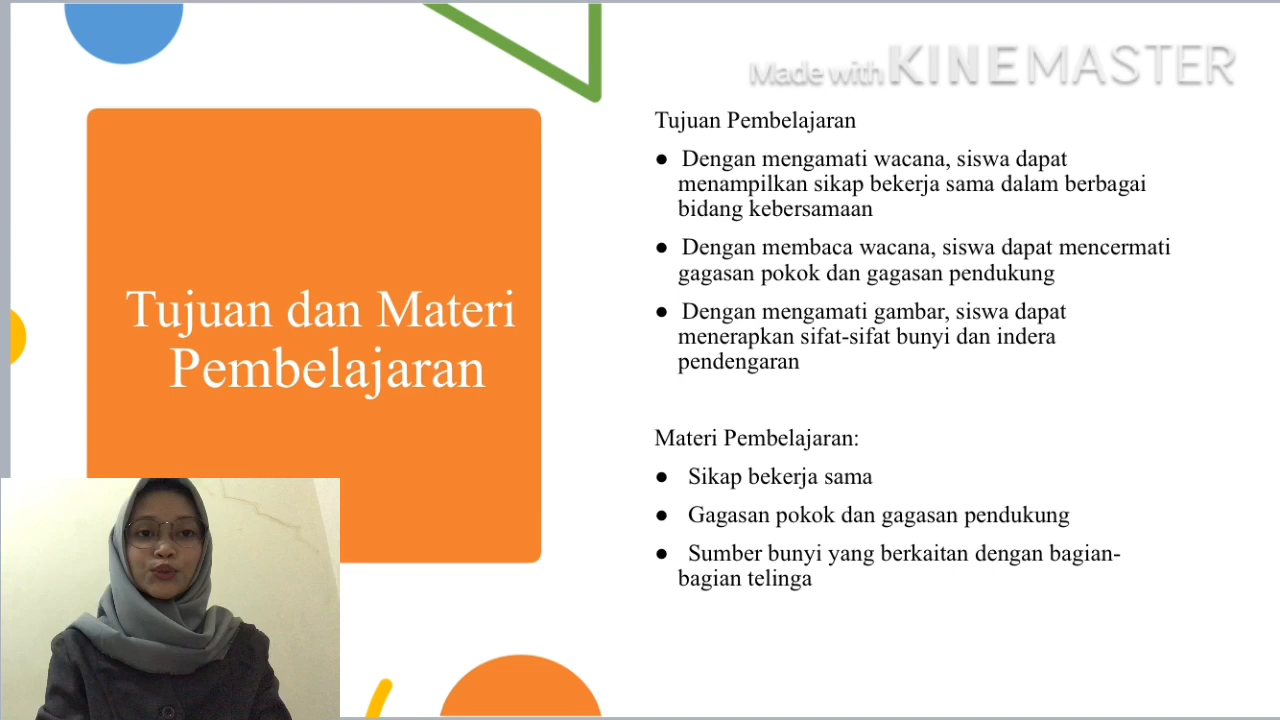 Made with KINEMASTER
Tujuan dan Materi
Pembelajaran
Tujuan Pembelajaran
● Dengan mengamati wacana, siswa dapat
menampilkan sikap bekerja sama dalam berbagai
bidang kebersamaan
● Dengan membaca wacana, siswa dapat mencermati
gagasan pokok dan gagasan pendukung
● Dengan mengamati gambar, siswa dapat
menerapkan sifat-sifat bunyi dan indera
pendengaran
Materi Pembelajaran:
● Sikap bekerja sama
● Gagasan pokok dan gagasan pendukung
● Sumber bunyi yang berkaitan dengan bagian-
bagian telinga